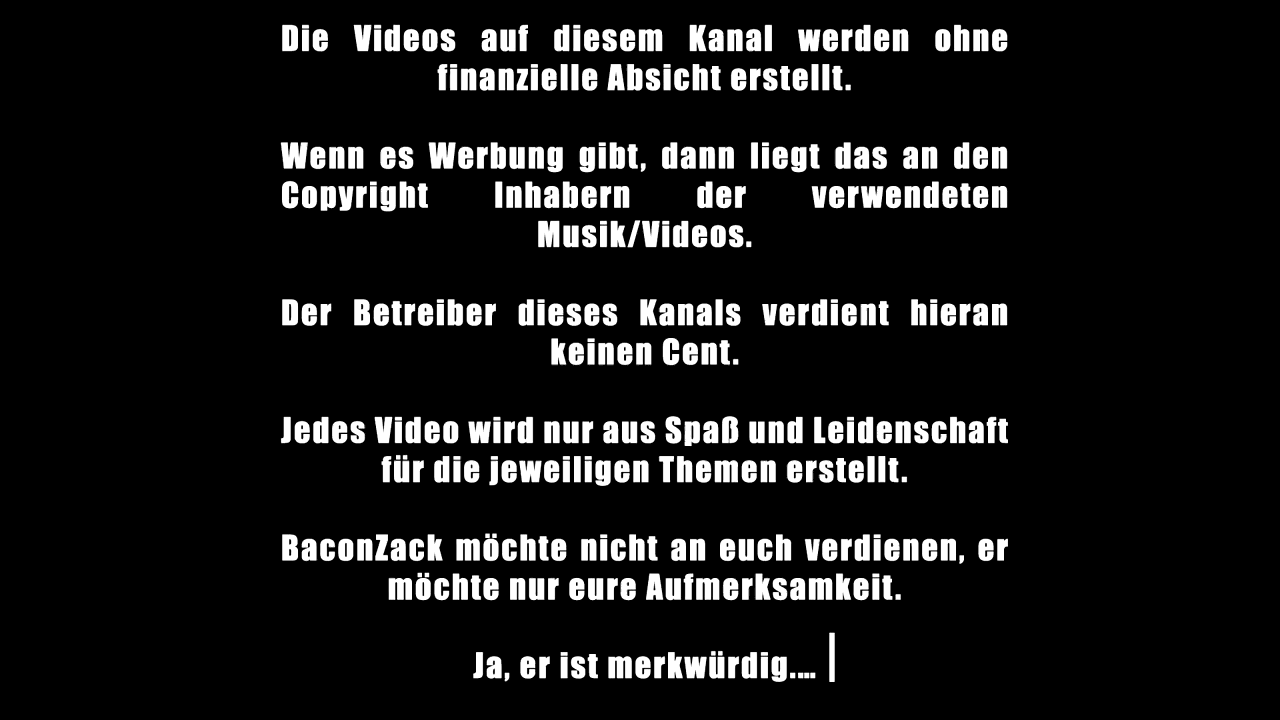 Die Videos auf diesem Kanal werden ohne
finanzielle Absicht erstellt.
Wenn es Werbung gibt, dann liegt das an den
Copyright Inhabern der verwendeten
Musik/Videos.
Der Betreiber dieses Kanals verdient hieran
keinen Cent.
Jedes Video wird nur aus Spaß und Leidenschaft
für die jeweiligen Themen erstellt.
BaconZack möchte nicht an euch verdienen, er
möchte nur eure Aufmerksamkeit.
Ja, er ist merkwürdig....